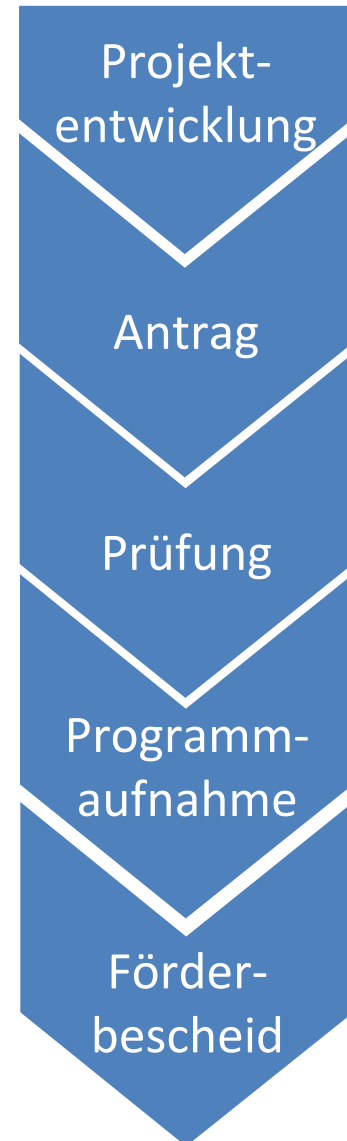 Projekt-
entwicklung
Antrag
Prüfung
Programm-
aufnahme
Förder-
bescheid